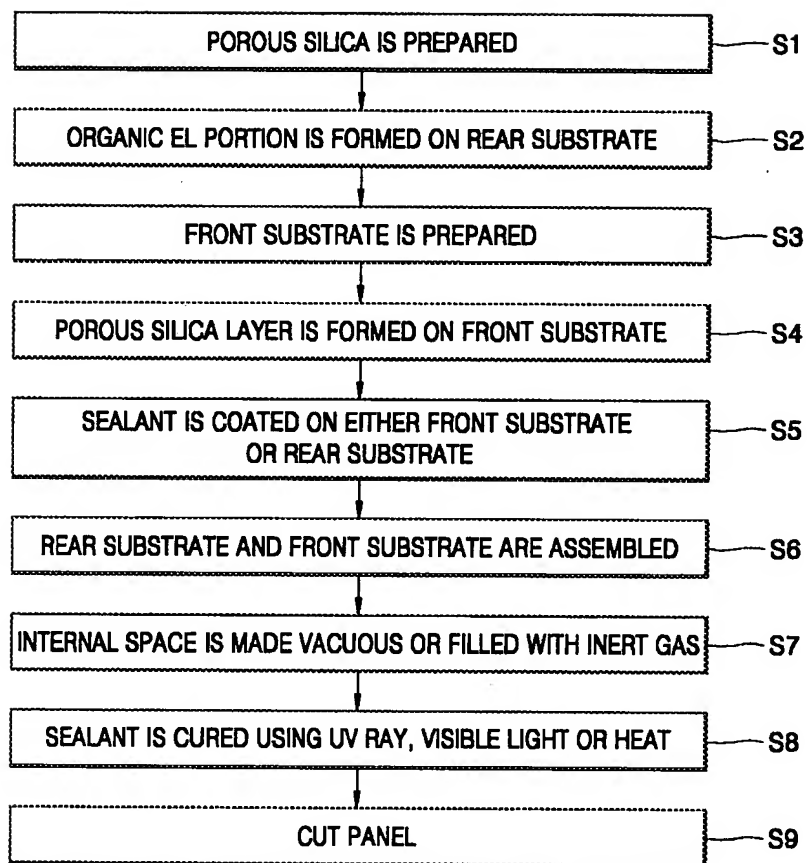 POROUS SILICA IS PREPARED
S1
ORGANIC EL PORTION IS FORMED ON REAR SUBSTRATE
S2
FRONT SUBSTRATE IS PREPARED
S3
POROUS SILICA LAYER IS FORMED ON FRONT SUBSTRATE
S4
SEALANT IS COATED ON EITHER FRONT SUBSTRATE
OR REAR SUBSTRATE
S5
REAR SUBSTRATE AND FRONT SUBSTRATE ARE ASSEMBLED
S6
INTERNAL SPACE IS MADE VACUOUS OR FILLED WITH INERT GAS
S7
SEALANT IS CURED USING UV RAY, VISIBLE LIGHT OR HEAT
S8
CUT PANEL
S9